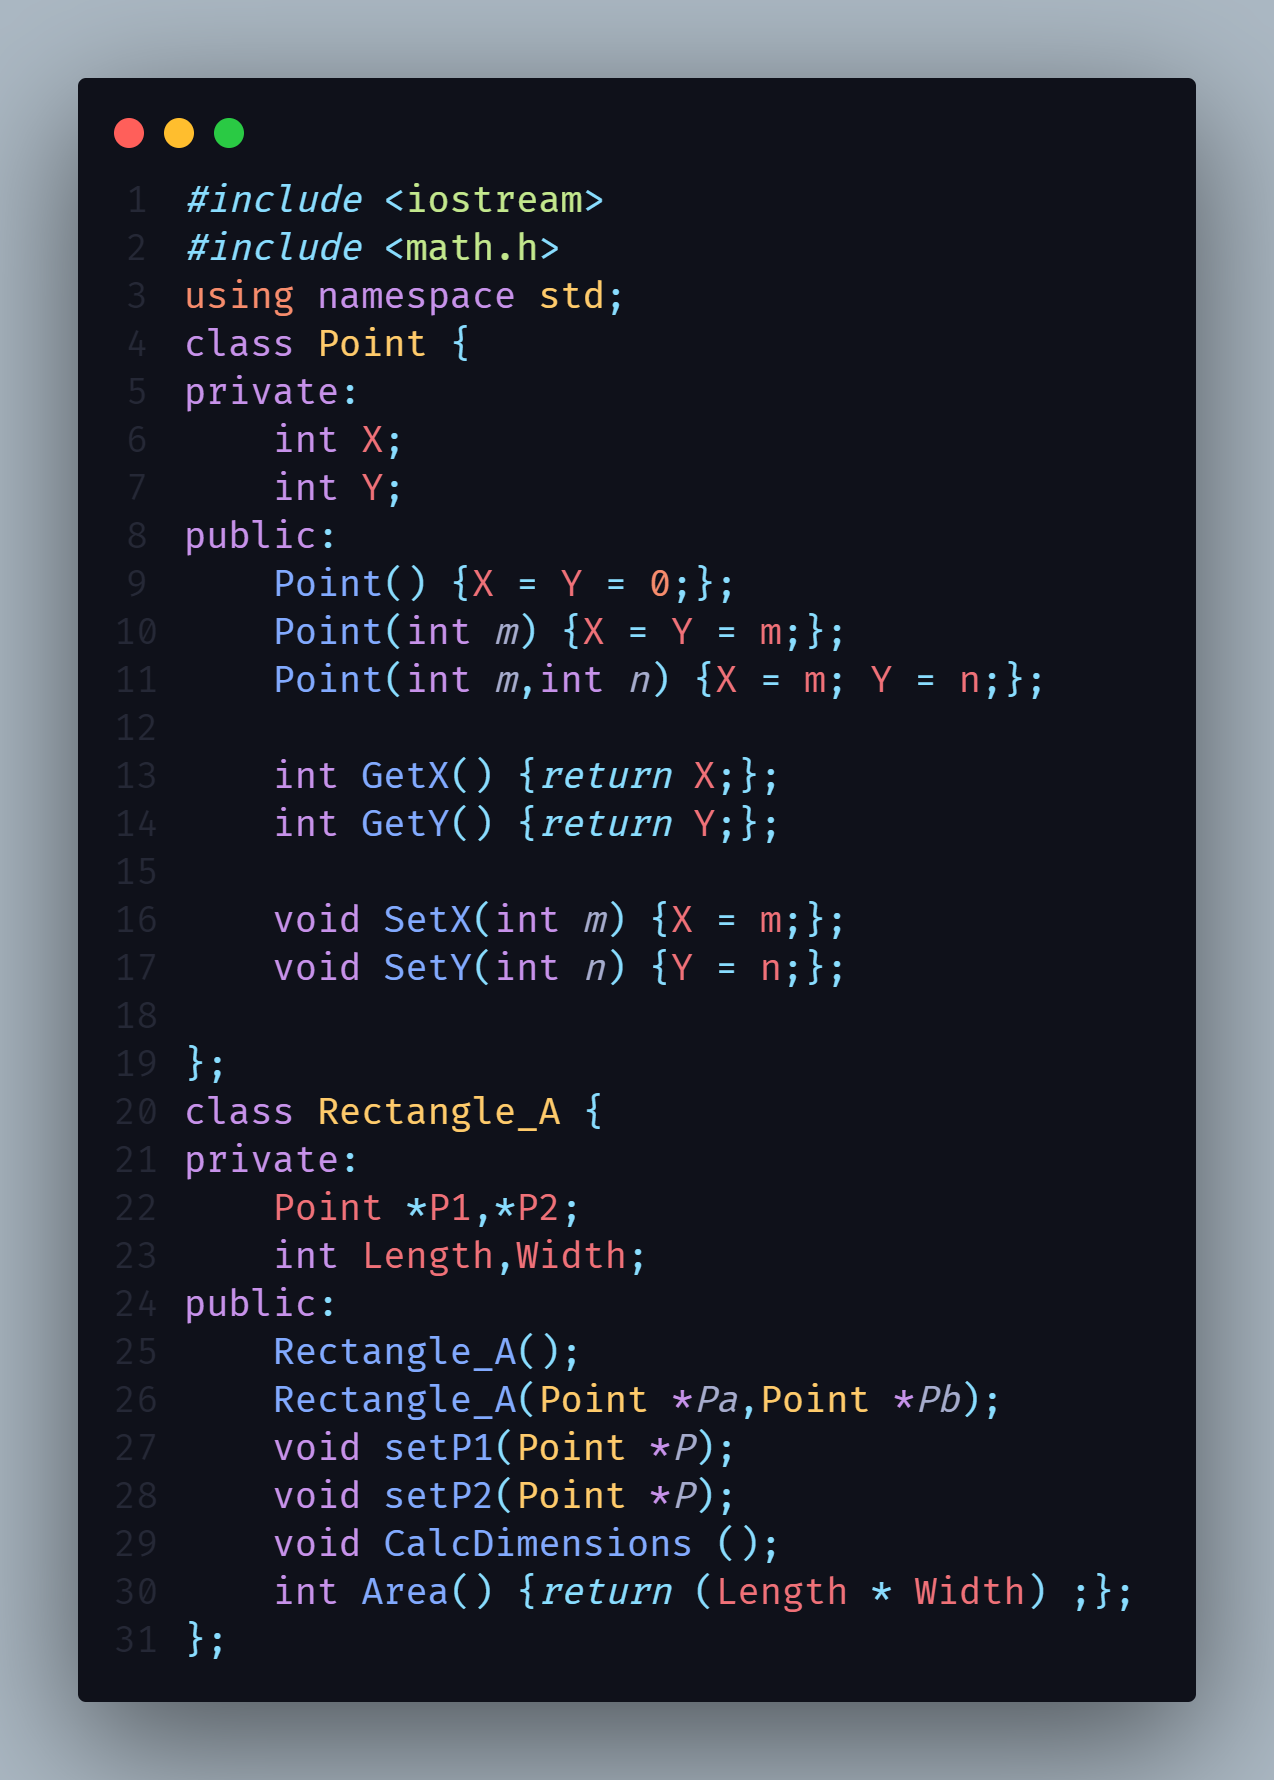 1 #include <iostream>
2 #include <math.h>
3 using namespace std;
4 class Point {
5 private:
6     int X;
7     int Y;
8 public:
9     Point() {X = Y = 0;};
10     Point(int m) {X = Y = m;};
11     Point(int m,int n) {X = m; Y = n;};
12
13     int GetX() {return X;};
14     int GetY() {return Y;};
15
16     void SetX(int m) {X = m;};
17     void SetY(int n) {Y = n;};
18
19 };
20 class Rectangle_A {
21 private:
22     Point *P1,*P2;
23     int Length,Width;
24 public:
25     Rectangle_A();
26     Rectangle_A(Point *Pa,Point *Pb);
27     void setP1(Point *P);
28     void setP2(Point *P);
29     void CalcDimensions ();
30     int Area() {return (Length * Width) ;};
31 };